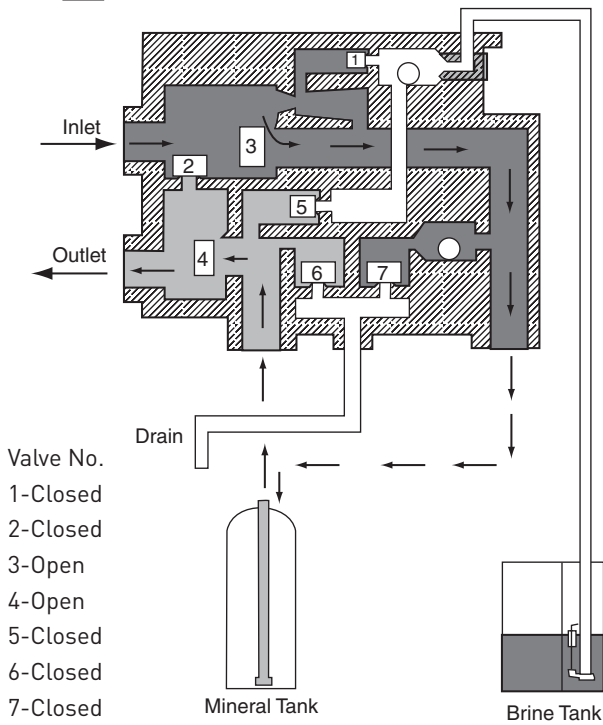 1
Inlet
3
2
5
Outlet
4
6
7
Drain
Valve No.
1-Closed
2-Closed
3-Open
4-Open
5-Closed
6-Closed
7-Closed
Mineral Tank
Brine Tank